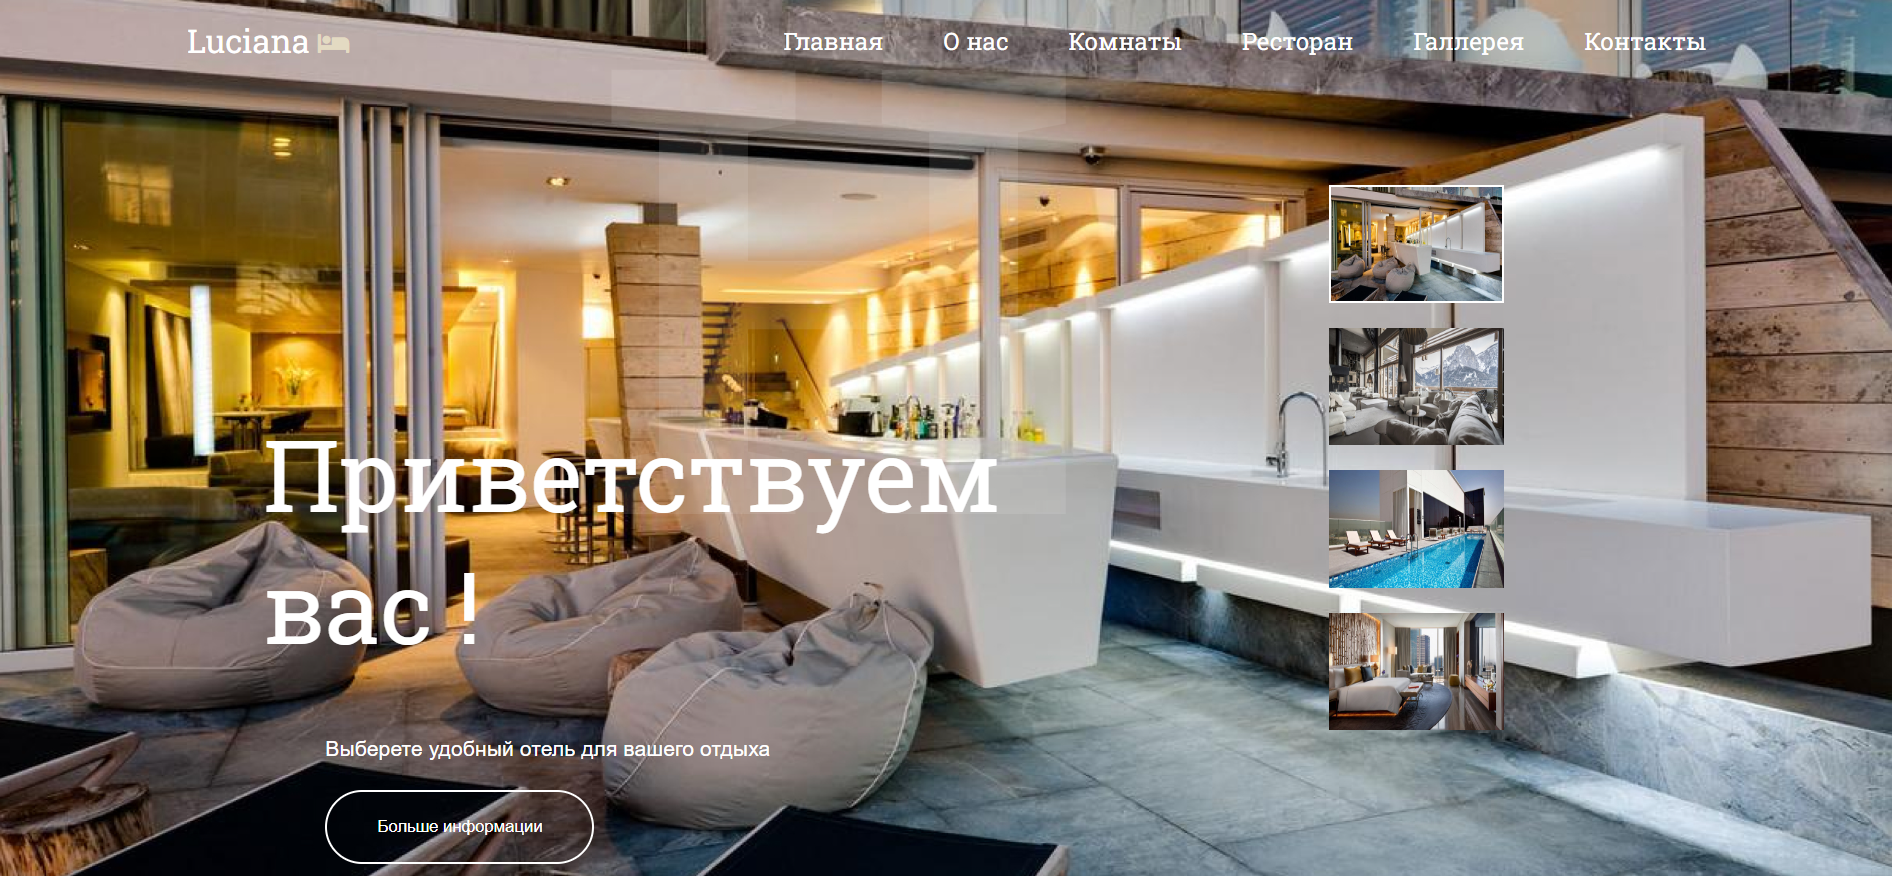 Luciana
Главная О нас Комнаты Ресторан Галлерея Контакты
Приветствуем
вас !
Выберете удобный отель для вашего отдыха
Больше информации